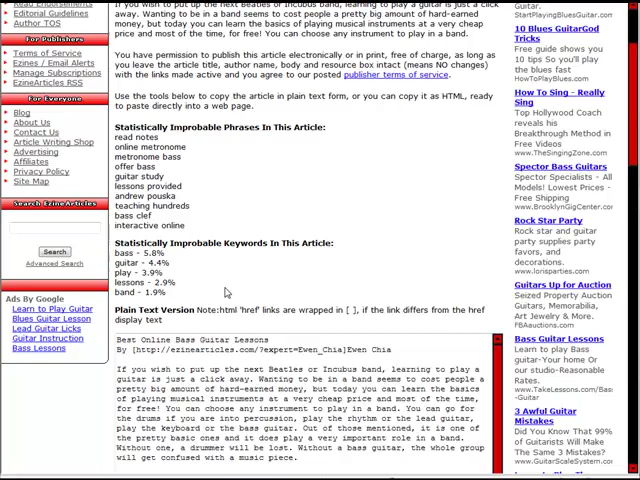 Read Endorsements
Editorial Guidelines
Author TOS
For Publishers
Terms of Service
Ezines / Email Alerts
Manage Subscriptions
EzineArticles RSS
For Everyone
Blog
About Us
Contact Us
Article Writing Shop
Advertising
Affiliates
Privacy Policy
Site Map
Search EzineArticles
Search
Advanced Search
Ads By Google
Learn to Play Guitar
Blues Guitar Lesson
Lead Guitar Licks
Guitar Instruction
Bass Lessons
If you wish to put up the next Beatles or Incubus band, learning to play a guitar is just a click
away. Wanting to be in a band seems to cost people a pretty big amount of hard-earned
money, but today you can learn the basics of playing musical instruments at a very cheap
price and most of the time, for free! You can choose any instrument to play in a band.
You have permission to publish this article electronically or in print, free of charge, as long as
you leave the article title, author name, body and resource box intact (means NO changes)
with the links made active and you agree to our posted publisher terms of service.
Use the tools below to copy the article in plain text form, or you can copy it as HTML, ready
to paste directly into a web page.
Statistically Improbable Phrases In This Article:
read notes
online metronome
metronome bass
offer bass
guitar study
lessons provided
andrew pouska
teaching hundreds
bass clef
interactive online
Statistically Improbable Keywords In This Article:
bass - 5.8%
guitar - 4.4%
play - 3.9%
lessons - 2.9%
band - 1.9%
Plain Text Version Note:html 'href' links are wrapped in [ ], if the link differs from the href
display text
Best Online Bass Guitar Lessons
By [http://ezinearticles.com/?expert=Ewen_Chia]Ewen Chia
If you wish to put up the next Beatles or Incubus band, learning to play a
guitar is just a click away. Wanting to be in a band seems to cost people a
pretty big amount of hard-earned money, but today you can learn the basics
of playing musical instruments at a very cheap price and most of the time,
for free! You can choose any instrument to play in a band. You can go for
the drums if you are into percussion, play the rhythm or the lead guitar,
play the keyboard or the bass guitar. Out of those mentioned, it is one of
the pretty basic ones and it does play a very important role in a band.
Without one, a drummer will be lost. Without a bass guitar, the whole group
will get confused with a music piece.
Guitar.
StartPlayingBluesGuitar.com
10 Blues GuitarGod
Tricks
Free guide shows you
10 tips So you'll play
the blues fast
HowToPlayBlues.com
How To Sing - Really
Sing
Top Hollywood Coach
reveals his
Breakthrough Method in
Free Videos
www.TheSingingZone.com
Spector Bass Guitars
Spector Specialists - All
Models! Lowest Prices -
Free Shipping
www.BrooklynGigCenter.com
Rock Star Party
Rock star and guitar
party supplies party
favors, and
decorations.
www.lorisparties.com
Guitars Up for Auction
Seized Property Auction
Guitars, Memorabilia,
Art Jewelry & More.
FBAuctions.com
Bass Guitar Lessons
Learn to Play Bass
guitar-Your Home Or
our studio-Reasonable
Rates.
www.TakeLessons.com/Bass
-Guitar
3 Awful Guitar
Mistakes
Did You Know That 99%
of Guitarists Will Make
The Same 3 Mistakes?
www.GuitarScaleSystem.com